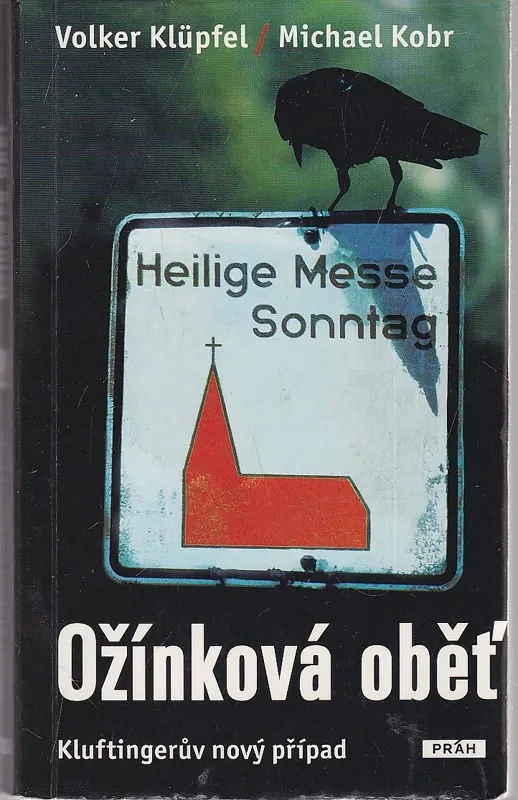 Volker Klüpfel / Michael Kobr
Heilige Messe
Sonntag
Ožínková oběť
Kluftingerův nový případ
PRÁH